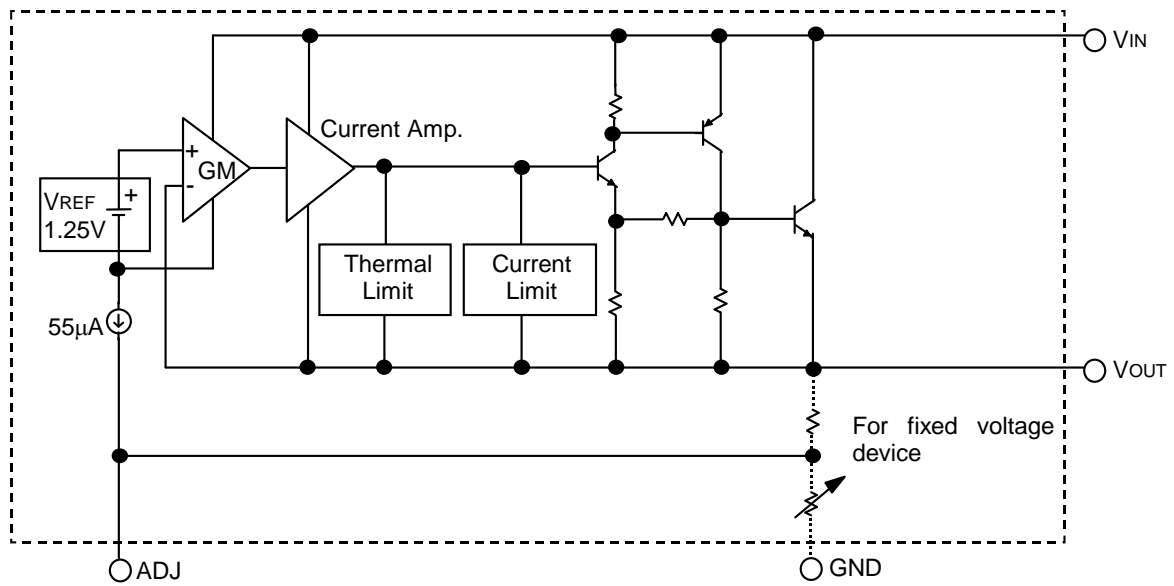 VIN
Current Amp.
+
GM
-
VREF
+
1.25V
Thermal
Limit
Current
Limit
55μA
VOUT
For fixed voltage
device
ADJ
GND